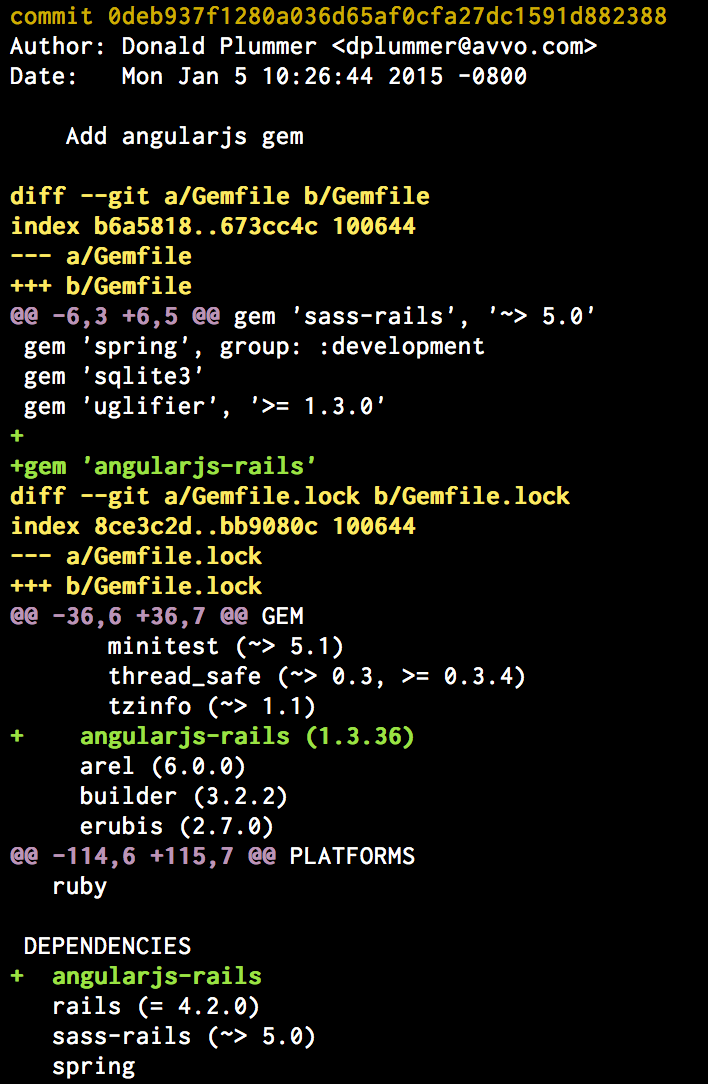 commit 0deb937f1280a036d65af0cfa27dc1591d882388
Author: Donald Plummer <dplummer@avvo.com>
Date:   Mon Jan 5 10:26:44 2015 -0800

    Add angularjs gem

diff --git a/Gemfile b/Gemfile
index b6a5818..673cc4c 100644
--- a/Gemfile
+++ b/Gemfile
@@ -6,3 +6,5 @@ gem 'sass-rails', '~> 5.0'
 gem 'spring', group: :development
 gem 'sqlite3'
 gem 'uglifier', '>= 1.3.0'
+
+gem 'angularjs-rails'
diff --git a/Gemfile.lock b/Gemfile.lock
index 8ce3c2d..bb9080c 100644
--- a/Gemfile.lock
+++ b/Gemfile.lock
@@ -36,6 +36,7 @@ GEM
       minitest (~> 5.1)
       thread_safe (~> 0.3, >= 0.3.4)
       tzinfo (~> 1.1)
+    angularjs-rails (1.3.36)
     arel (6.0.0)
     builder (3.2.2)
     erubis (2.7.0)
@@ -114,6 +115,7 @@ PLATFORMS
   ruby

 DEPENDENCIES
+  angularjs-rails
   rails (= 4.2.0)
   sass-rails (~> 5.0)
   spring